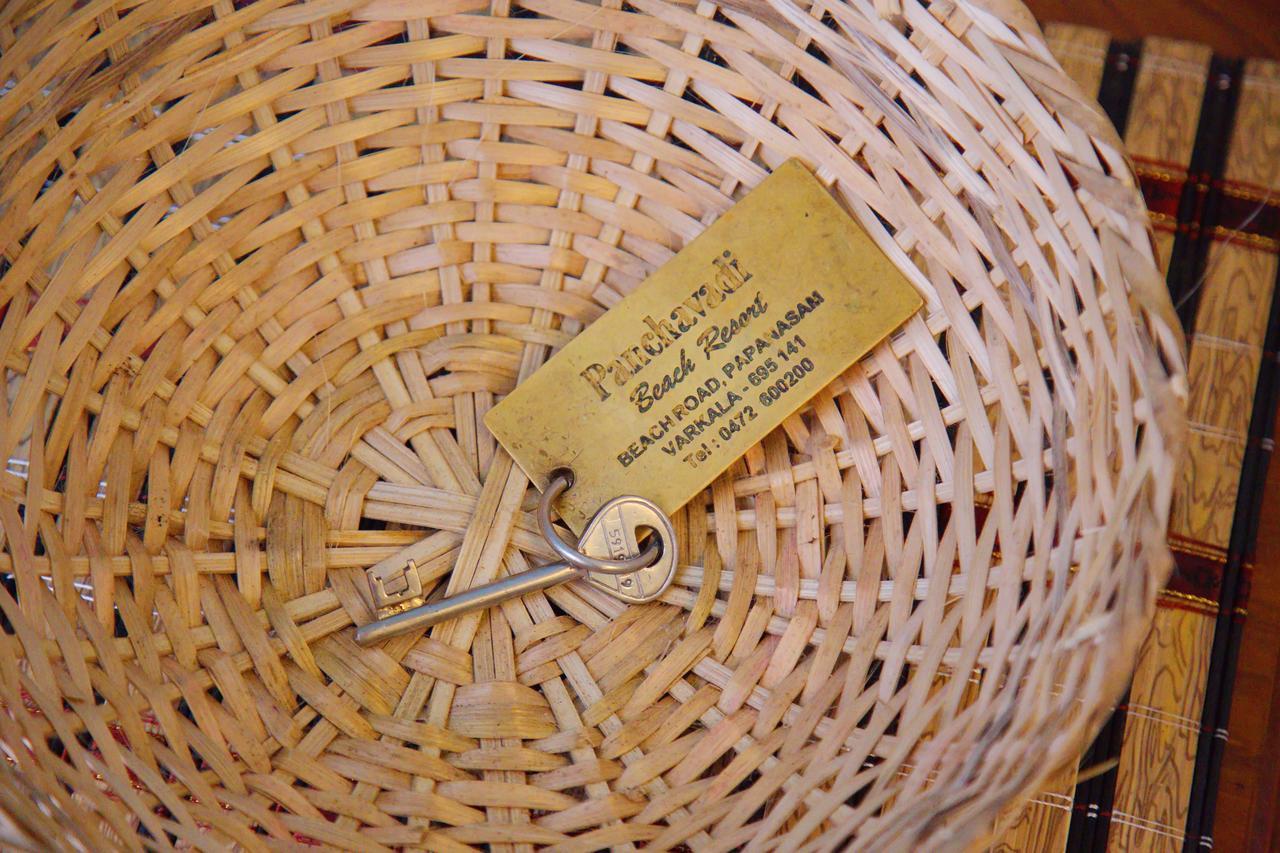 Panchavadi
Beach Resort
BEACH ROAD, PAPANASAM
VARKALA - 695 141
Tel : 0472 600200